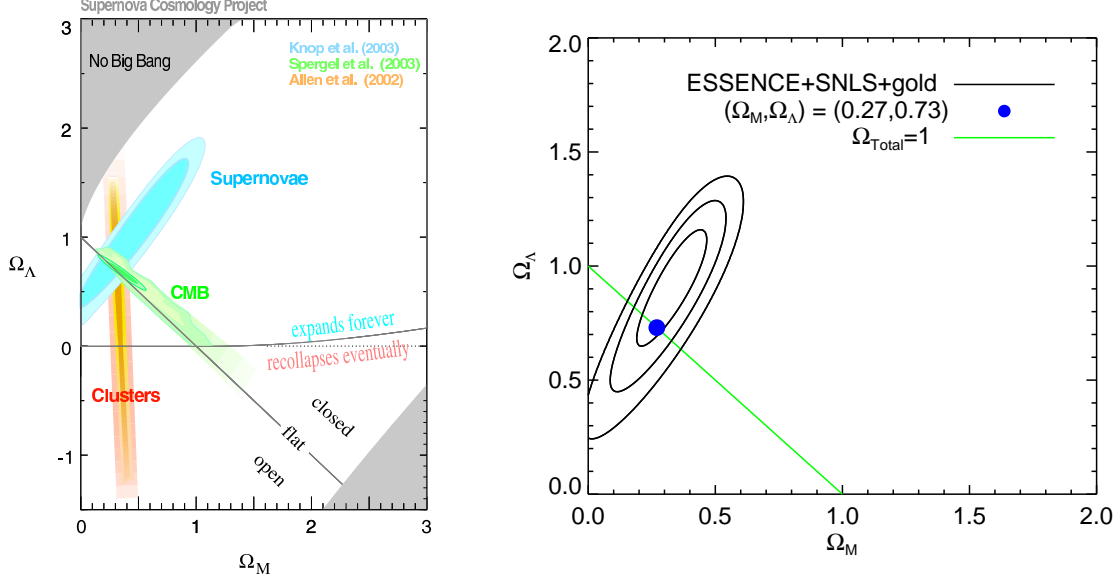 Supernova Cosmology Project
3
No Big Bang
Knop et al. (2003)
Spergel et al. (2003)
Allen et al. (2002)
2
Supernovae
1
Ω_Λ
CMB
expands forever
0
recollapses eventually
Clusters
closed
flat
open
-1
0 1 2 3
Ω_M
2.0
ESSENCE+SNLS+gold
(Ω_M,Ω_Λ) = (0.27,0.73)
Ω_Total=1
1.5
Ω_Λ
1.0
0.5
0.0
0.0 0.5 1.0 1.5 2.0
Ω_M